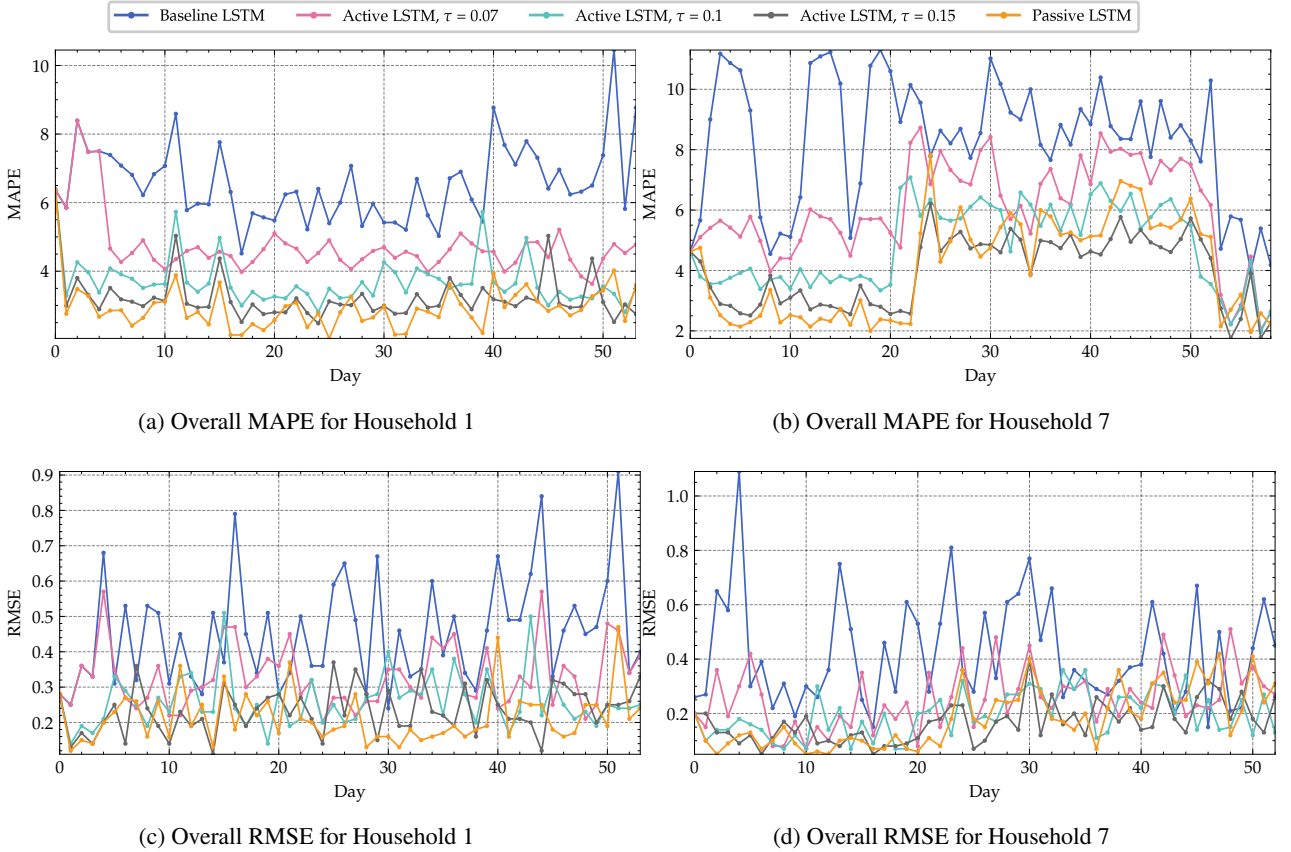 Baseline LSTM Active LSTM, τ = 0.07 Active LSTM, τ = 0.1 Active LSTM, τ = 0.15 Passive LSTM
10
8
6
4
MAPE
0 10 20 30 40 50
Day
(a) Overall MAPE for Household 1
10
8
6
4
2
MAPE
0 10 20 30 40 50
Day
(b) Overall MAPE for Household 7
0.9
0.8
0.7
0.6
0.5
0.4
0.3
0.2
RMSE
0 10 20 30 40 50
Day
(c) Overall RMSE for Household 1
1.0
0.8
0.6
0.4
0.2
RMSE
0 10 20 30 40 50
Day
(d) Overall RMSE for Household 7